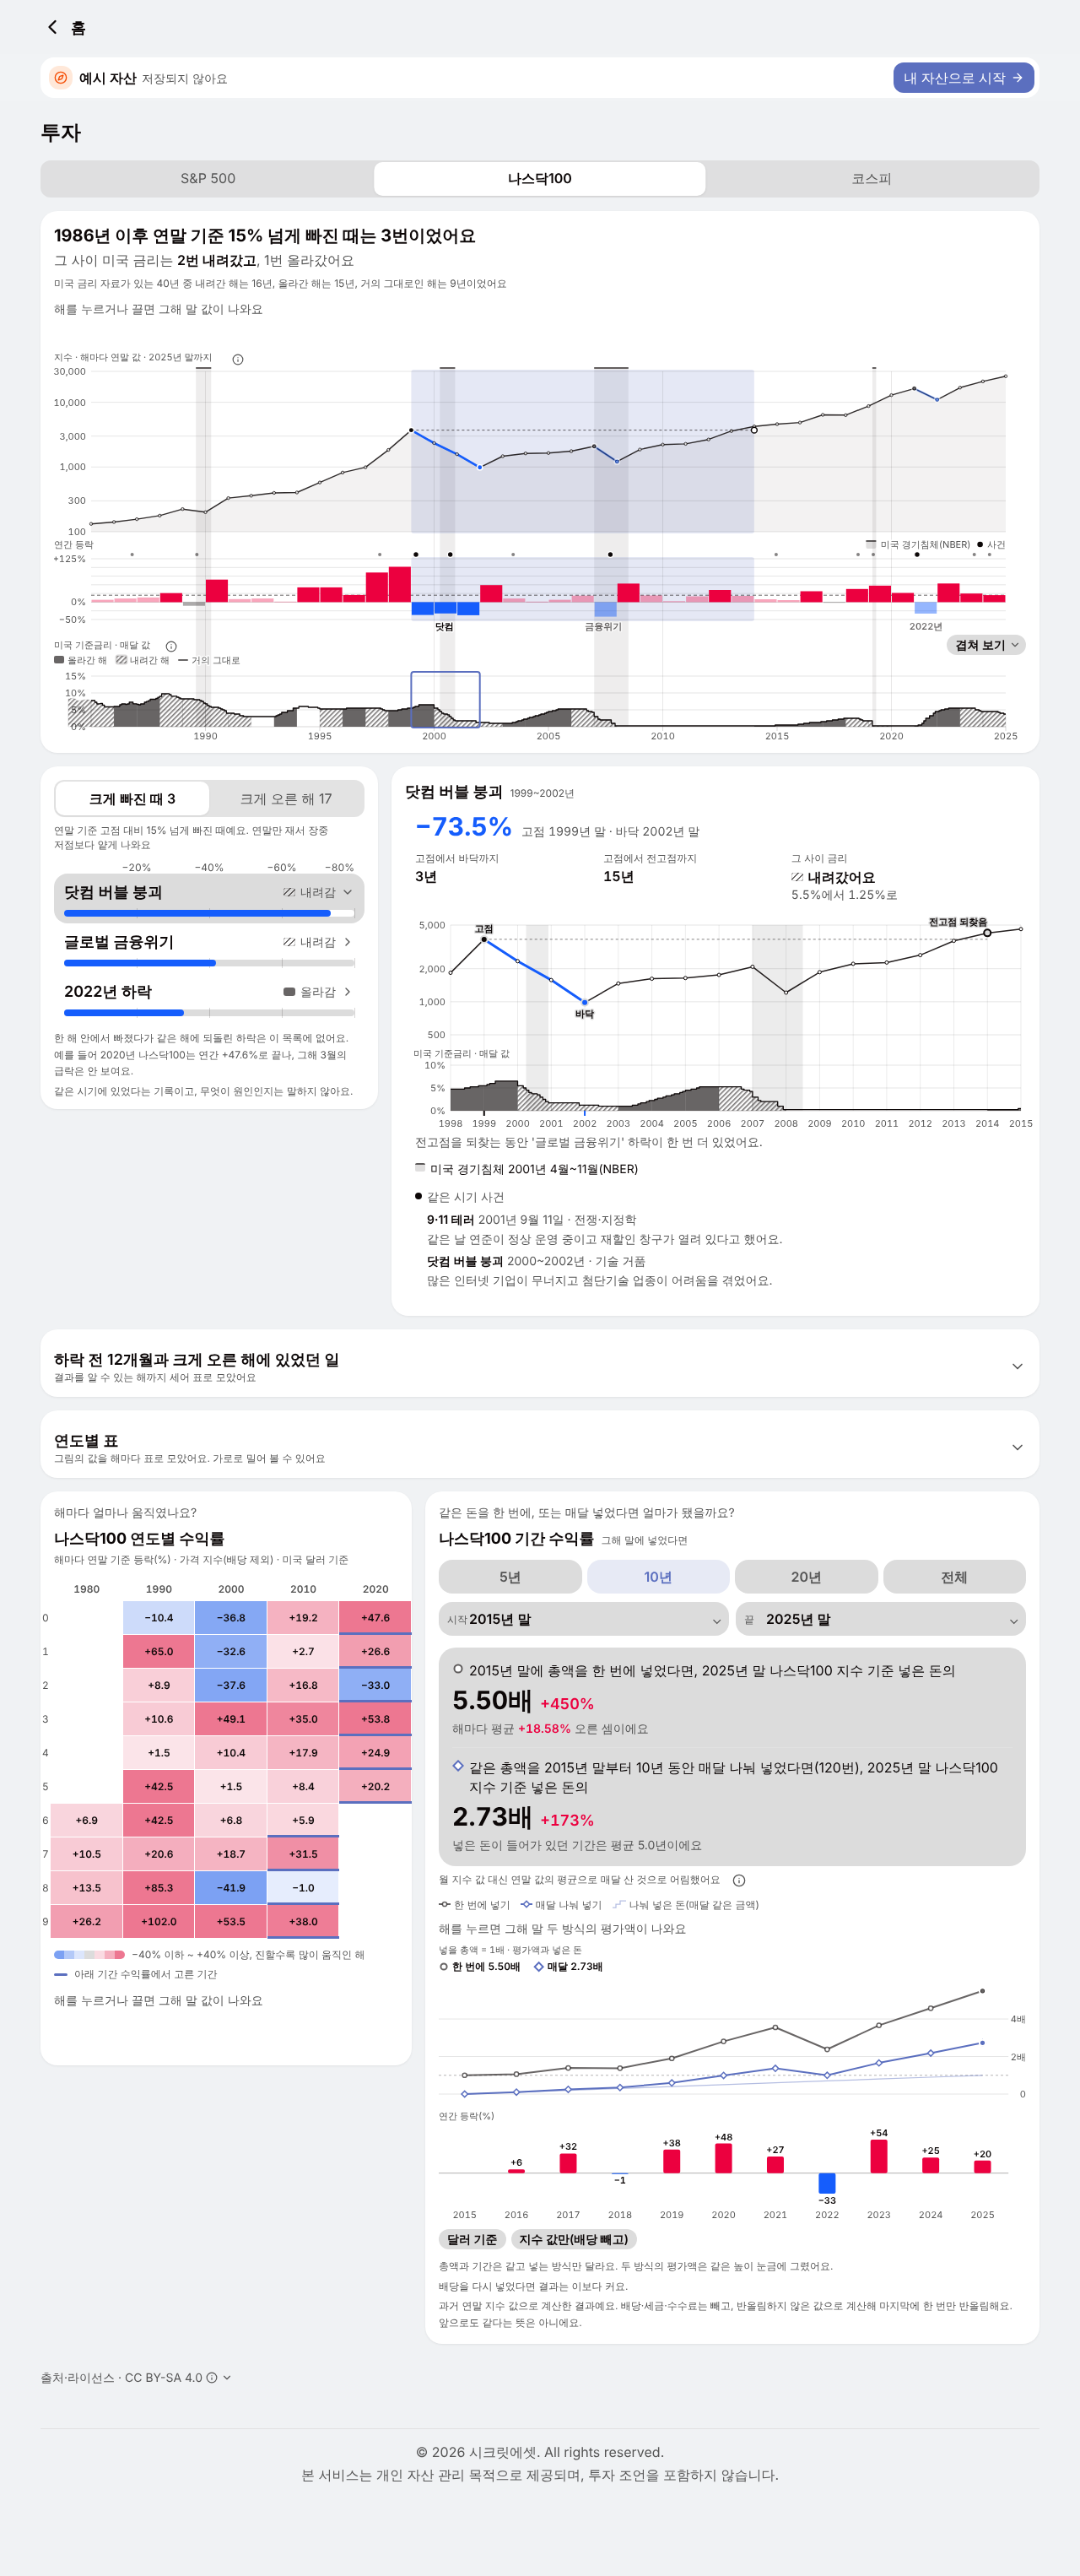 홈
예시 자산 저장되지 않아요
내 자산으로 시작 →
투자
S&P 500
나스닥100
코스피
1986년 이후 연말 기준 15% 넘게 빠진 때는 3번이었어요
그 사이 미국 금리는 2번 내려갔고, 1번 올라갔어요
미국 금리 자료가 있는 40년 중 내려간 해는 16년, 올라간 해는 15년, 거의 그대로인 해는 9년이었어요
해를 누르거나 끌면 그해 말 값이 나와요
지수 · 해마다 연말 값 · 2025년 말까지
30,000
10,000
3,000
1,000
300
100
연간 등락
미국 경기침체(NBER) 사건
+125%
0%
−50%
닷컴 금융위기 2022년
미국 기준금리 · 매달 값
겹쳐 보기
올라간 해 내려간 해 거의 그대로
15%
10%
5%
0%
1990 1995 2000 2005 2010 2015 2020 2025
크게 빠진 때 3
크게 오른 해 17
연말 기준 고점 대비 15% 넘게 빠진 때예요. 연말만 재서 장중
저점보다 얕게 나와요
−20% −40% −60% −80%
닷컴 버블 붕괴 내려감
글로벌 금융위기 내려감
2022년 하락 올라감
한 해 안에서 빠졌다가 같은 해에 되돌린 하락은 이 목록에 없어요.
예를 들어 2020년 나스닥100는 연간 +47.6%로 끝나, 그해 3월의
급락은 안 보여요.
같은 시기에 있었다는 기록이고, 무엇이 원인인지는 말하지 않아요.
닷컴 버블 붕괴 1999~2002년
−73.5% 고점 1999년 말 · 바닥 2002년 말
고점에서 바닥까지
3년
고점에서 전고점까지
15년
그 사이 금리
내려갔어요
5.5%에서 1.25%로
고점
전고점 되찾음
바닥
5,000
2,000
1,000
500
미국 기준금리 · 매달 값
10%
5%
0%
1998 1999 2000 2001 2002 2003 2004 2005 2006 2007 2008 2009 2010 2011 2012 2013 2014 2015
전고점을 되찾는 동안 '글로벌 금융위기' 하락이 한 번 더 있었어요.
미국 경기침체 2001년 4월~11월(NBER)
같은 시기 사건
9·11 테러 2001년 9월 11일 · 전쟁·지정학
같은 날 연준이 정상 운영 중이고 재할인 창구가 열려 있다고 했어요.
닷컴 버블 붕괴 2000~2002년 · 기술 거품
많은 인터넷 기업이 무너지고 첨단기술 업종이 어려움을 겪었어요.
하락 전 12개월과 크게 오른 해에 있었던 일
결과를 알 수 있는 해까지 세어 표로 모았어요
연도별 표
그림의 값을 해마다 표로 모았어요. 가로로 밀어 볼 수 있어요
해마다 얼마나 움직였나요?
나스닥100 연도별 수익률
해마다 연말 기준 등락(%) · 가격 지수(배당 제외) · 미국 달러 기준
1980 1990 2000 2010 2020
0 −10.4 −36.8 +19.2 +47.6
1 +65.0 −32.6 +2.7 +26.6
2 +8.9 −37.6 +16.8 −33.0
3 +10.6 +49.1 +35.0 +53.8
4 +1.5 +10.4 +17.9 +24.9
5 +42.5 +1.5 +8.4 +20.2
6 +6.9 +42.5 +6.8 +5.9
7 +10.5 +20.6 +18.7 +31.5
8 +13.5 +85.3 −41.9 −1.0
9 +26.2 +102.0 +53.5 +38.0
−40% 이하 ~ +40% 이상, 진할수록 많이 움직인 해
아래 기간 수익률에서 고른 기간
해를 누르거나 끌면 그해 말 값이 나와요
같은 돈을 한 번에, 또는 매달 넣었다면 얼마가 됐을까요?
나스닥100 기간 수익률 그해 말에 넣었다면
5년
10년
20년
전체
시작 2015년 말
끝 2025년 말
2015년 말에 총액을 한 번에 넣었다면, 2025년 말 나스닥100 지수 기준 넣은 돈의
5.50배 +450%
해마다 평균 +18.58% 오른 셈이에요
같은 총액을 2015년 말부터 10년 동안 매달 나눠 넣었다면(120번), 2025년 말 나스닥100
지수 기준 넣은 돈의
2.73배 +173%
넣은 돈이 들어가 있던 기간은 평균 5.0년이에요
월 지수 값 대신 연말 값의 평균으로 매달 산 것으로 어림했어요
한 번에 넣기 매달 나눠 넣기 나눠 넣은 돈(매달 같은 금액)
해를 누르면 그해 말 두 방식의 평가액이 나와요
넣을 총액 = 1배 · 평가액과 넣은 돈
한 번에 5.50배 매달 2.73배
4배
2배
0
연간 등락(%)
+6 +32 −1 +38 +48 +27 −33 +54 +25 +20
2015 2016 2017 2018 2019 2020 2021 2022 2023 2024 2025
달러 기준
지수 값만(배당 빼고)
총액과 기간은 같고 넣는 방식만 달라요. 두 방식의 평가액은 같은 높이 눈금에 그렸어요.
배당을 다시 넣었다면 결과는 이보다 커요.
과거 연말 지수 값으로 계산한 결과예요. 배당·세금·수수료는 빼고, 반올림하지 않은 값으로 계산해 마지막에 한 번만 반올림해요.
앞으로도 같다는 뜻은 아니에요.
출처·라이선스 · CC BY-SA 4.0
© 2026 시크릿에셋. All rights reserved.
본 서비스는 개인 자산 관리 목적으로 제공되며, 투자 조언을 포함하지 않습니다.